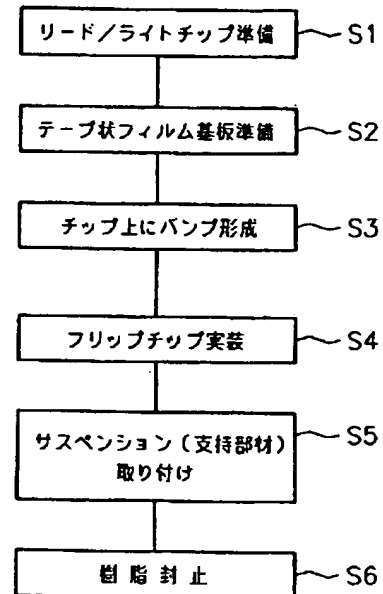 リード/ライトチップ準備 S1
テープ状フィルム基板準備 S2
チップ上にバンプ形成 S3
フリップチップ実装 S4
サスペンション(支持部材) S5
取り付け
樹脂封止 S6